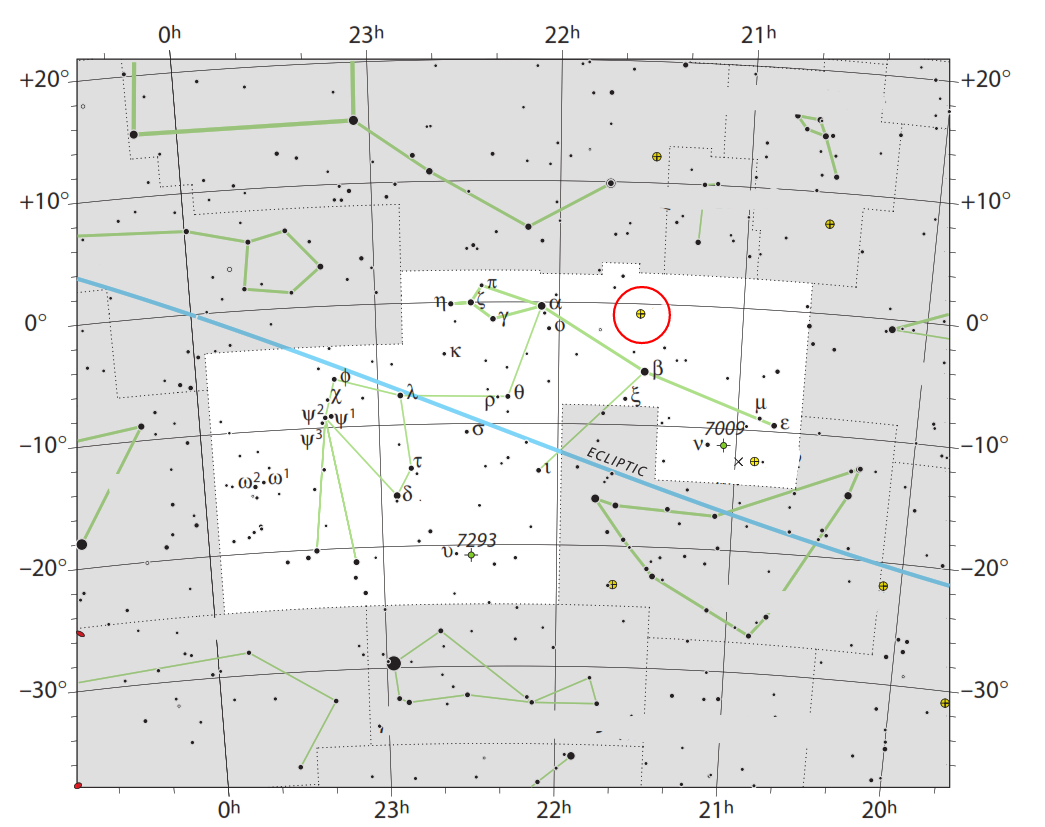 0h 23h 22h 21h
+20° +20°
+10° +10°
π
η ζ α
γ ο
0° 0°
κ
ϕ β
χ λ ρ θ ξ
ψ² ψ¹ μ
σ 7009 ε
ψ³ ν
−10° −10°
τ ι ECLIPTIC
ω² ω¹
δ
υ 7293
−20° −20°
−30° −30°
0h 23h 22h 21h 20h